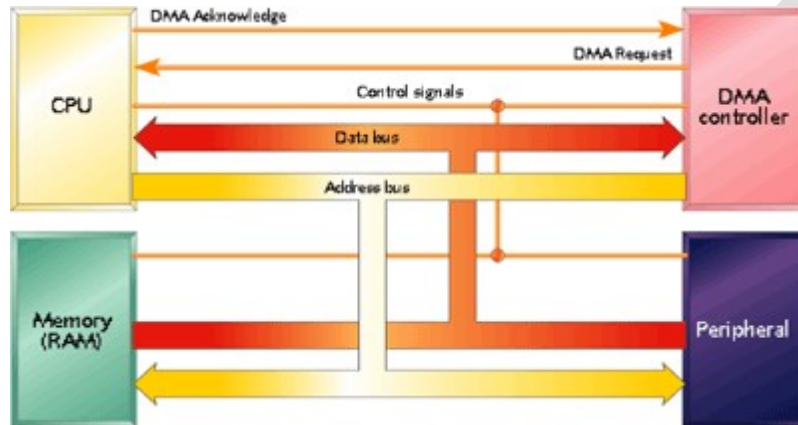 DMA Acknowledge
DMA Request
CPU
Control signals
DMA
controller
Data bus
Address bus
Memory
(RAM)
Peripheral